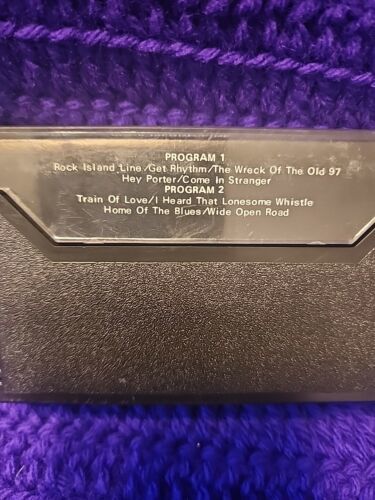 PROGRAM 1
Rock Island Line/Get Rhythm/The Wreck Of The Old 97
Hey Porter/Come In Stranger
PROGRAM 2
Train Of Love/I Heard That Lonesome Whistle
Home Of The Blues/Wide Open Road